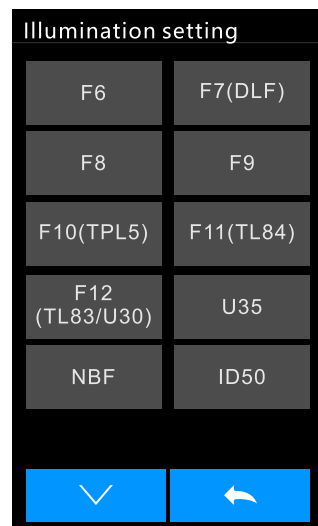 Illumination setting
F6
F7(DLF)
F8
F9
F10(TPL5)
F11(TL84)
F12
(TL83/U30)
U35
NBF
ID50